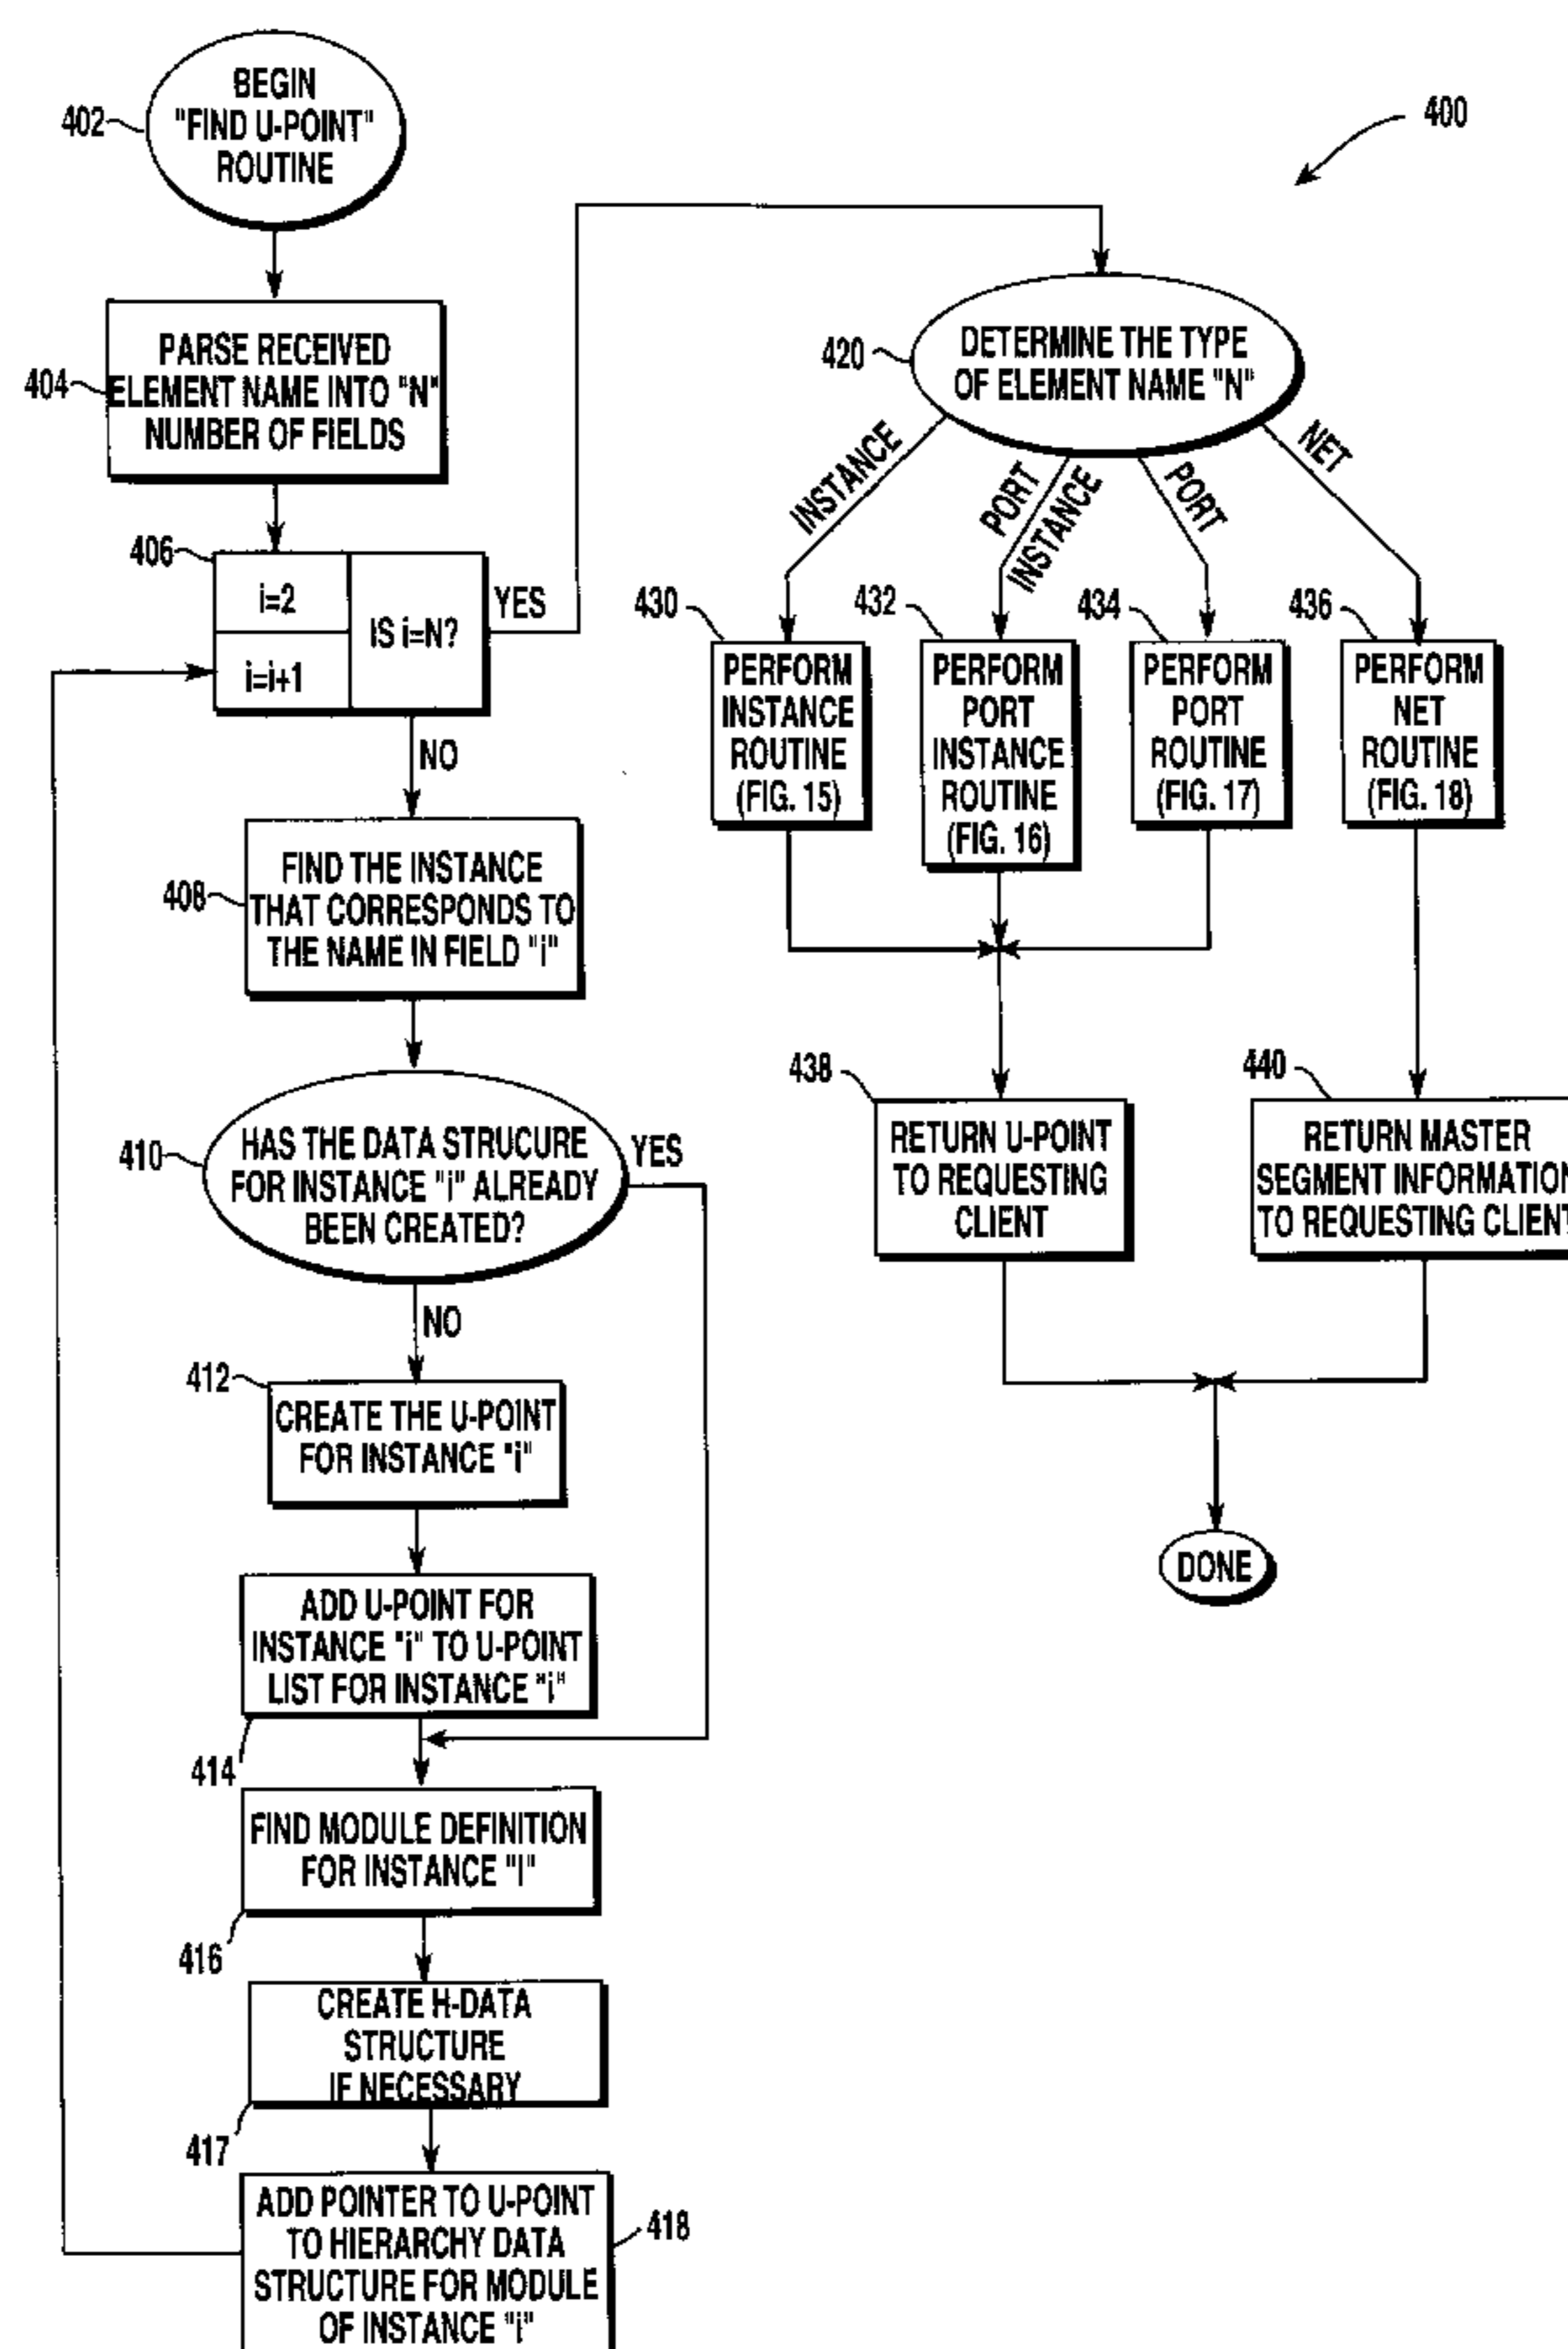 BEGIN
"FIND U-POINT"
ROUTINE
402
400
PARSE RECEIVED
ELEMENT NAME INTO "N"
NUMBER OF FIELDS
404
406
i=2
i=i+1
IS i=N?
YES
NO
FIND THE INSTANCE
THAT CORRESPONDS TO
THE NAME IN FIELD "i"
408
HAS THE DATA STRUCURE
FOR INSTANCE "i" ALREADY
BEEN CREATED?
410
YES
NO
412
CREATE THE U-POINT
FOR INSTANCE "i"
ADD U-POINT FOR
INSTANCE "i" TO U-POINT
LIST FOR INSTANCE "i"
414
FIND MODULE DEFINITION
FOR INSTANCE "I"
416
CREATE H-DATA
STRUCTURE
IF NECESSARY
417
ADD POINTER TO U-POINT
TO HIERARCHY DATA
STRUCTURE FOR MODULE
OF INSTANCE "i"
418
DETERMINE THE TYPE
OF ELEMENT NAME "N"
420
INSTANCE
PORT
INSTANCE
PORT
NET
430
PERFORM
INSTANCE
ROUTINE
(FIG. 15)
432
PERFORM
PORT
INSTANCE
ROUTINE
(FIG. 16)
434
PERFORM
PORT
ROUTINE
(FIG. 17)
436
PERFORM
NET
ROUTINE
(FIG. 18)
438
RETURN U-POINT
TO REQUESTING
CLIENT
440
RETURN MASTER
SEGMENT INFORMATION
TO REQUESTING CLIENT
DONE